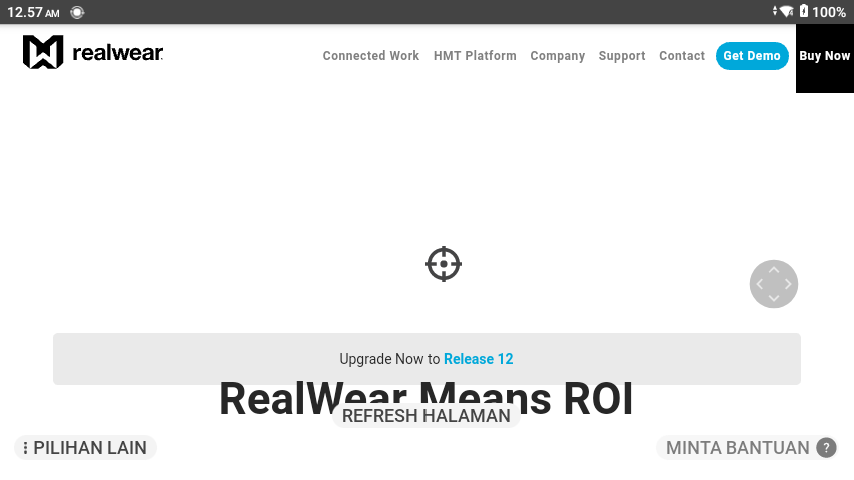 12.57 AM 100%
realwear.
Connected Work HMT Platform Company Support Contact Get Demo Buy Now
Upgrade Now to Release 12
RealWear Means ROI
REFRESH HALAMAN
PILIHAN LAIN MINTA BANTUAN ?